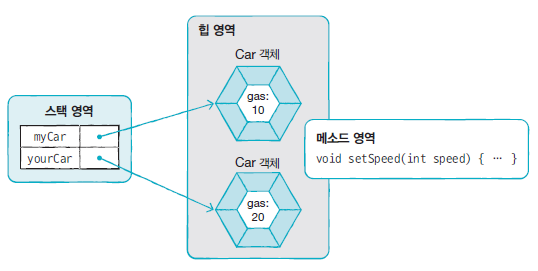 힙 영역
Car 객체
gas:
10
스택 영역
myCar
yourCar
메소드 영역
void setSpeed(int speed) { … }
Car 객체
gas:
20